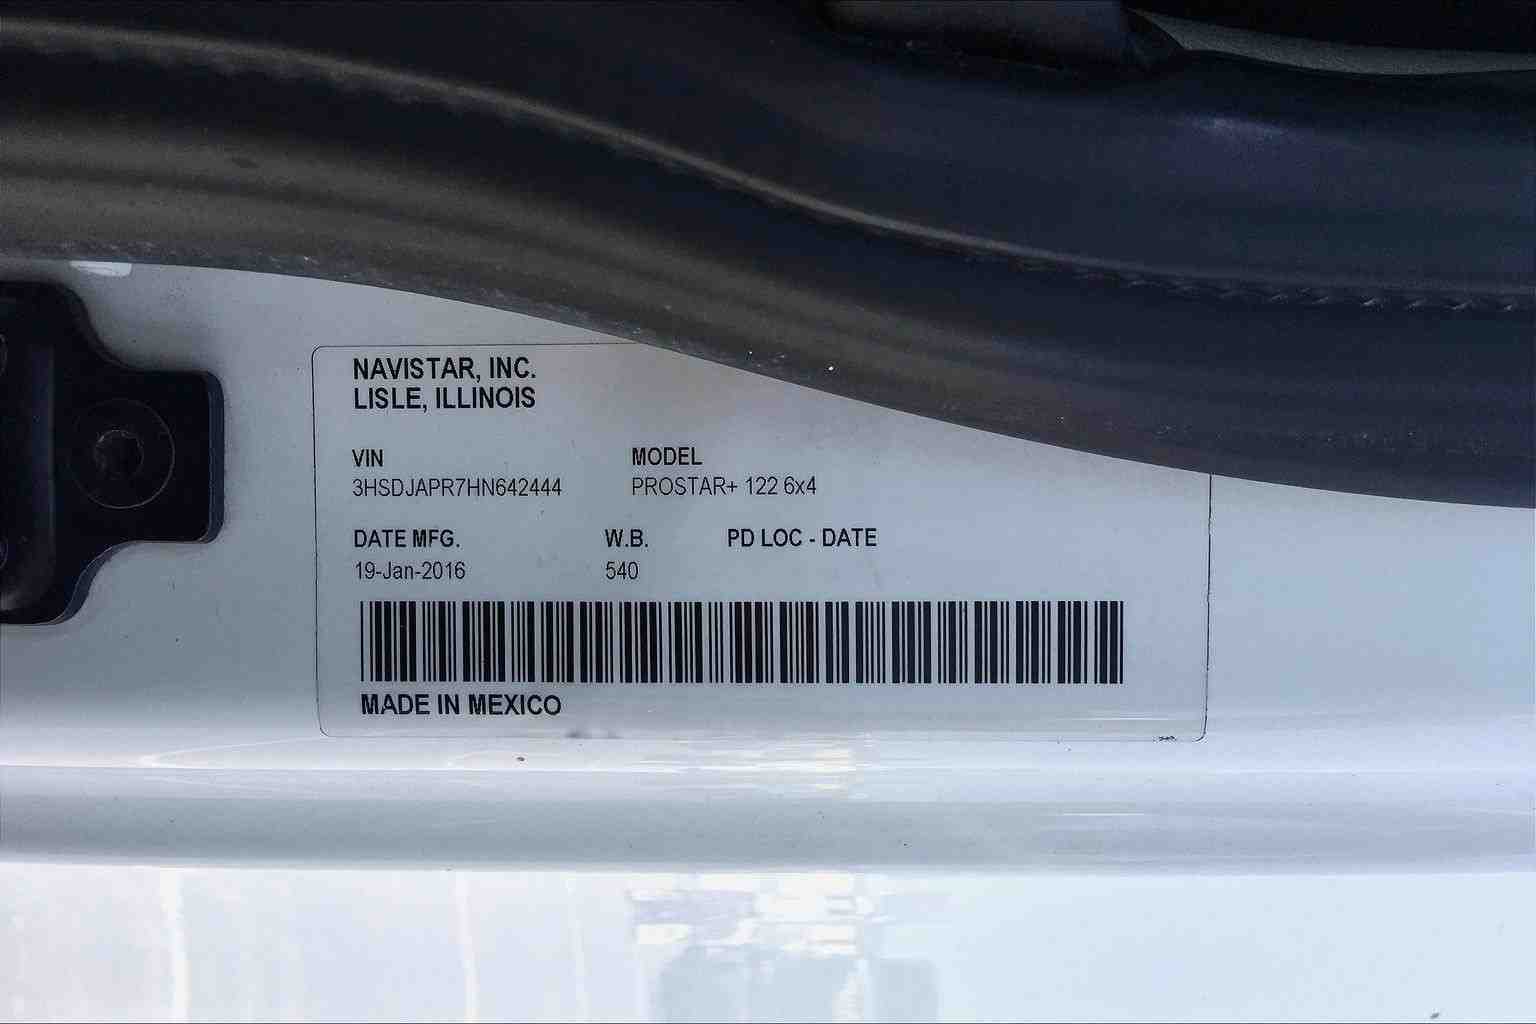 NAVISTAR, INC.
LISLE, ILLINOIS
VIN MODEL
3HSDJAPR7HN642444 PROSTAR+ 122 6x4
DATE MFG. W.B. PD LOC - DATE
19-Jan-2016 540
MADE IN MEXICO